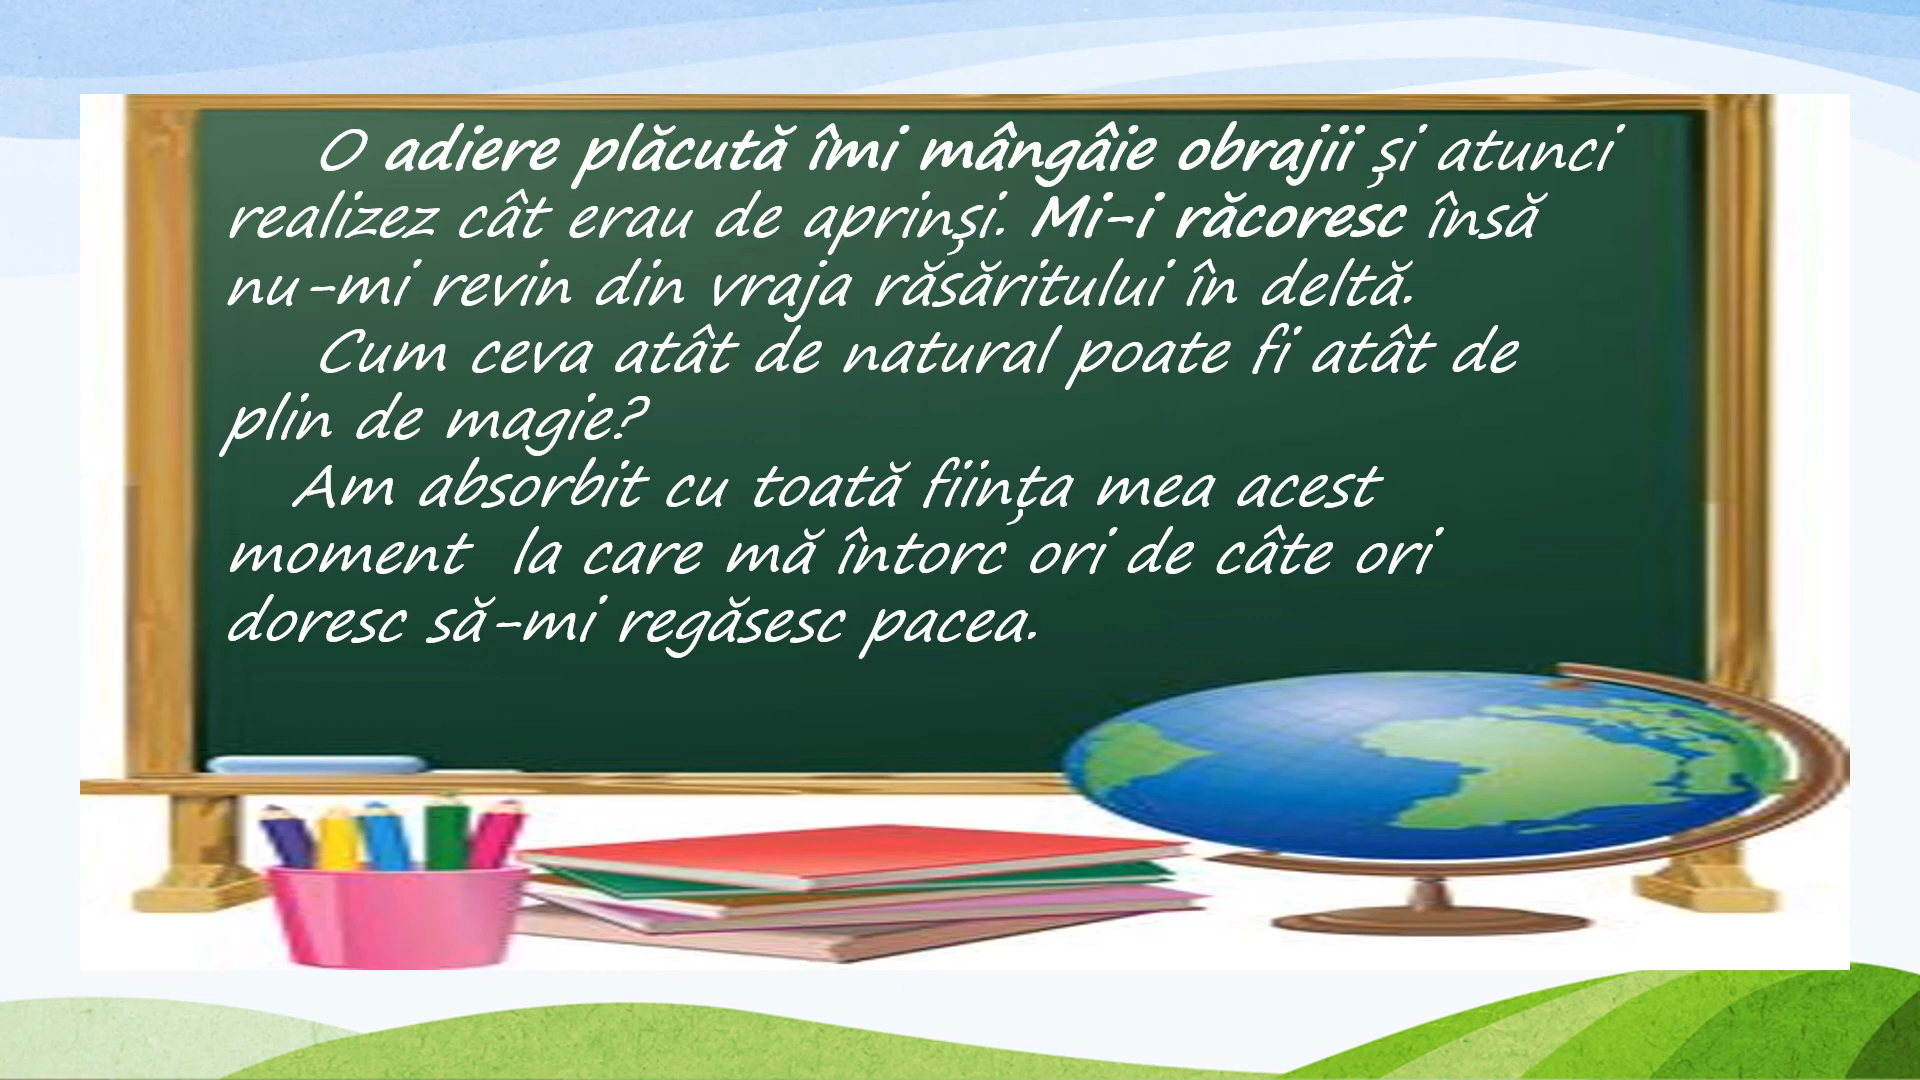 O adiere plăcută îmi mângâie obrajii și atunci
realizez cât erau de aprinși. Mi-i răcoresc însă
nu-mi revin din vraja răsăritului în deltă.
Cum ceva atât de natural poate fi atât de
plin de magie?
Am absorbit cu toată ființa mea acest
moment  la care mă întorc ori de câte ori
doresc să-mi regăsesc pacea.